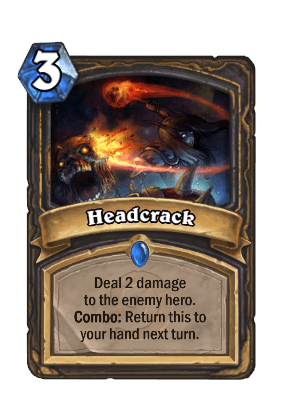 3
Headcrack
Deal 2 damage
to the enemy hero.
Combo: Return this to
your hand next turn.